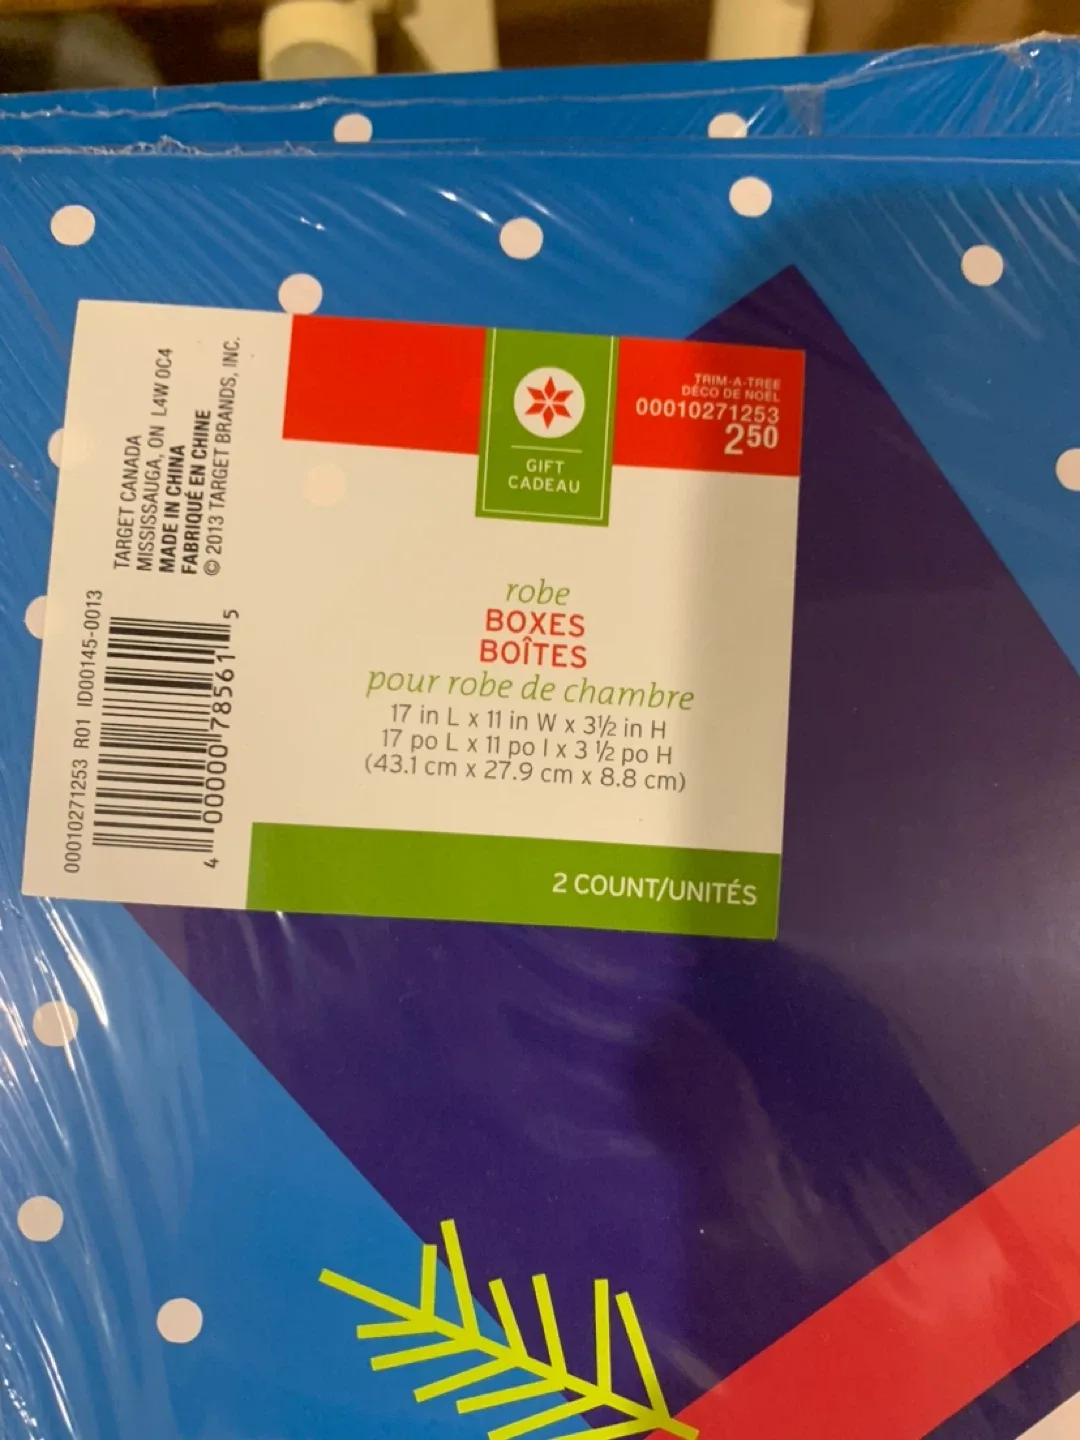 TRIM-A-TREE
DÉCO DE NOËL
00010271253
2⁵⁰
GIFT
CADEAU
robe
BOXES
BOÎTES
pour robe de chambre
17 in L x 11 in W x 3½ in H
17 po L x 11 po l x 3 ½ po H
(43.1 cm x 27.9 cm x 8.8 cm)
2 COUNT/UNITÉS
TARGET CANADA
MISSISSAUGA, ON L4W 0C4
MADE IN CHINA
FABRIQUÉ EN CHINE
© 2013 TARGET BRANDS, INC.
00010271253 R01 ID00145-0013
4 00000 78561 5